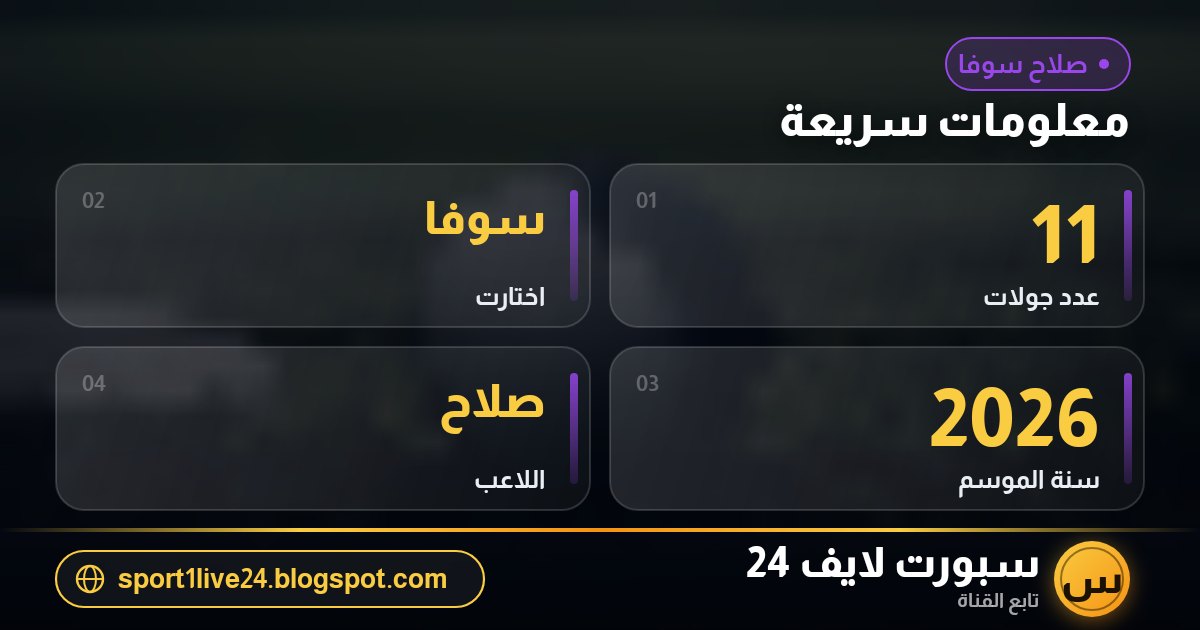 • صلاح سوفا
معلومات سريعة
01
11
عدد جولات
02
سوفا
اختارت
03
2026
سنة الموسم
04
صلاح
اللاعب
س
سبورت لايف 24
تابع القناة
sport1live24.blogspot.com